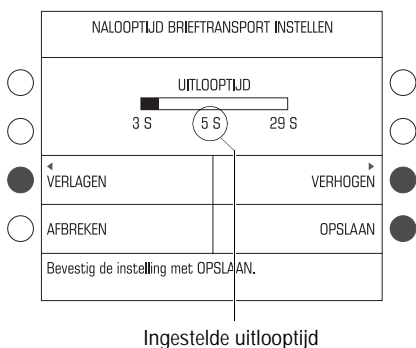 NALOOPTIJD BRIEFTRANSPORT INSTELLEN
UITLOOPTIJD
3 S 5 S 29 S
VERLAGEN VERHOGEN
AFBREKEN OPSLAAN
Bevestig de instelling met OPSLAAN.
Ingestelde uitlooptijd